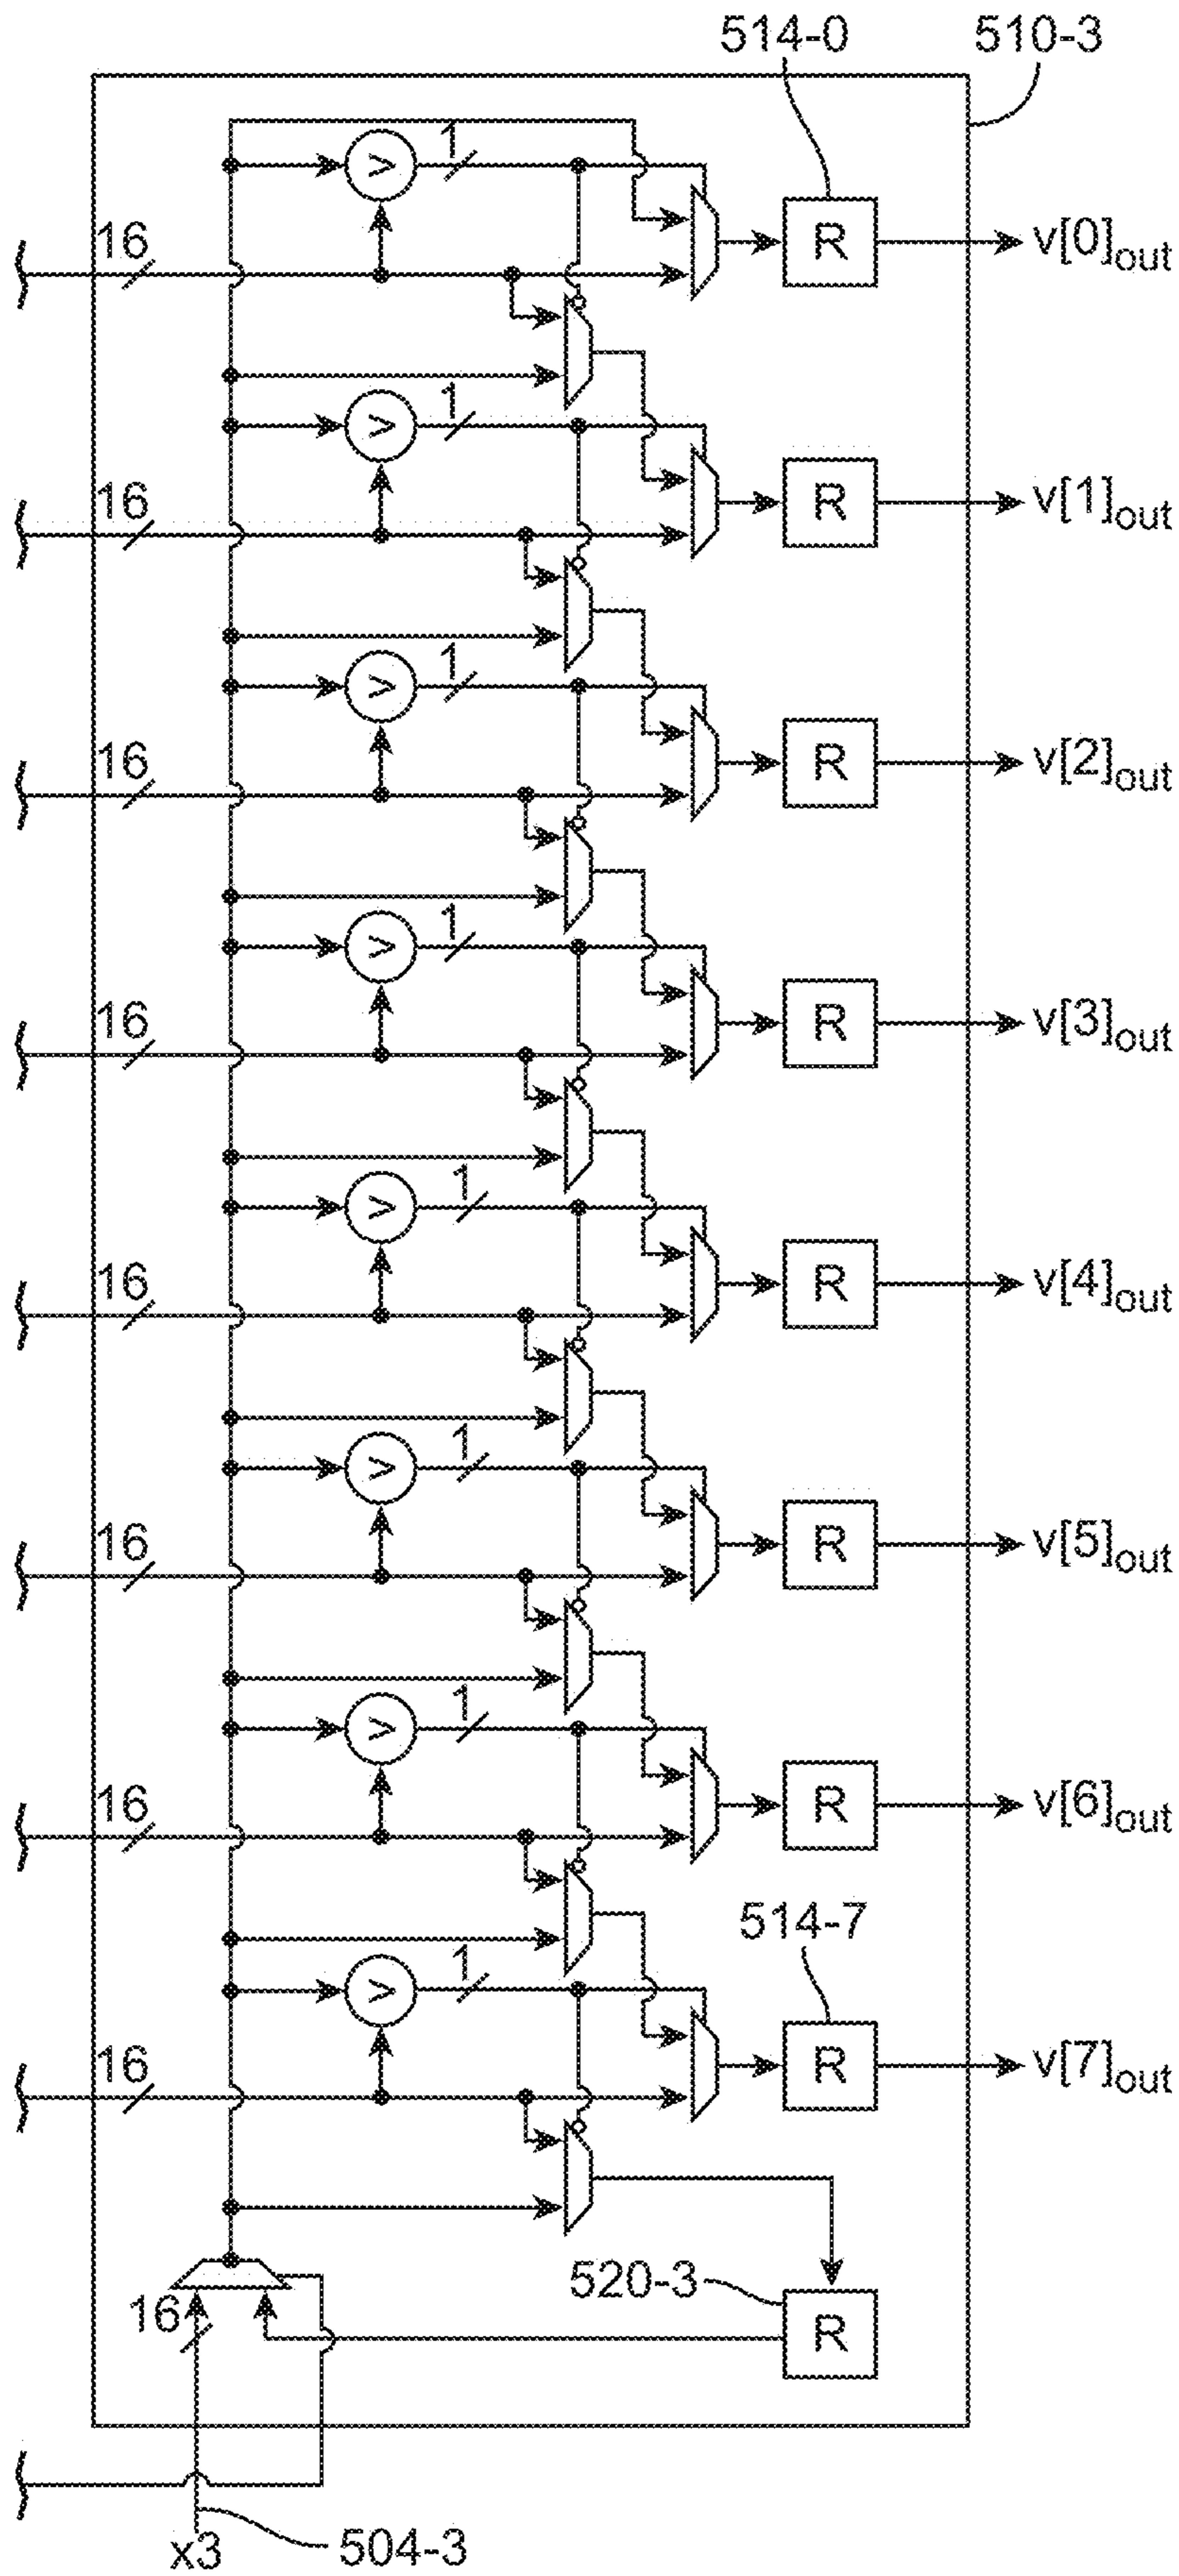 514-0 510-3
> 1
16 R v[0]out
> 1
16 R v[1]out
> 1
16 R v[2]out
> 1
16 R v[3]out
> 1
16 R v[4]out
> 1
16 R v[5]out
> 1
16 R v[6]out
514-7
> 1
16 R v[7]out
520-3
16 R
x3 504-3